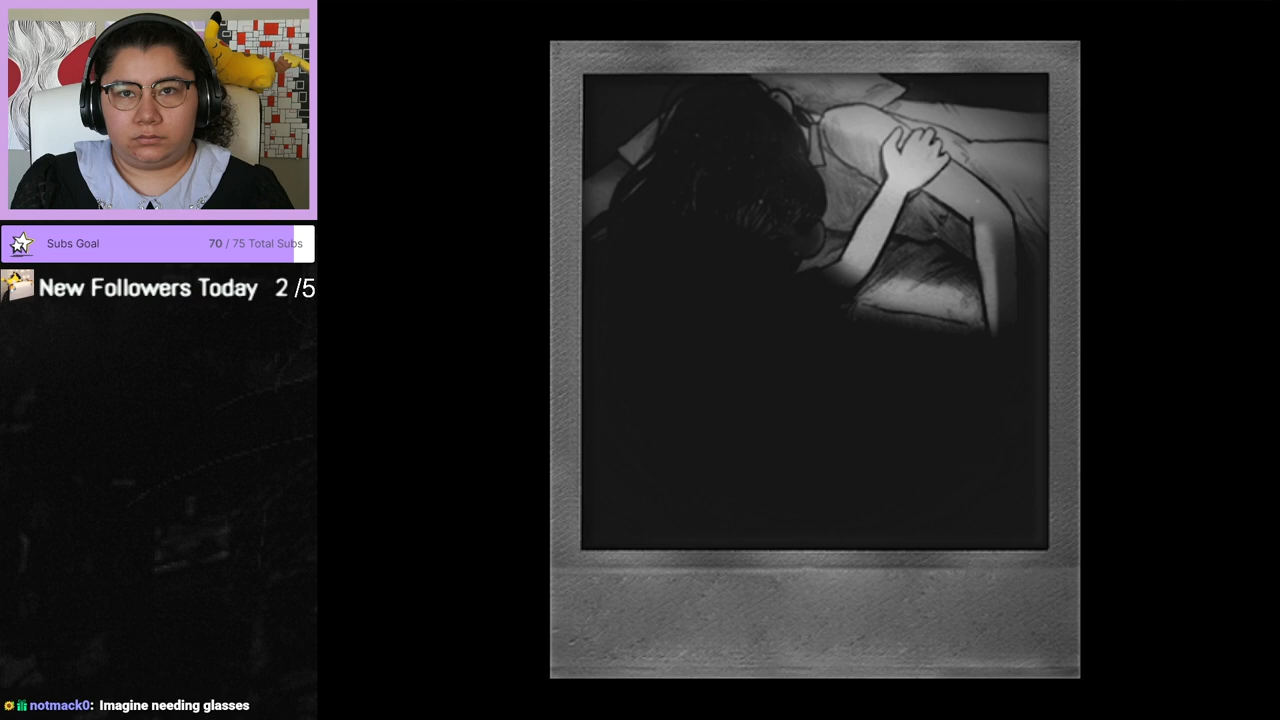 Subs Goal 70 / 75 Total Subs
New Followers Today 2 /5
notmack0: Imagine needing glasses